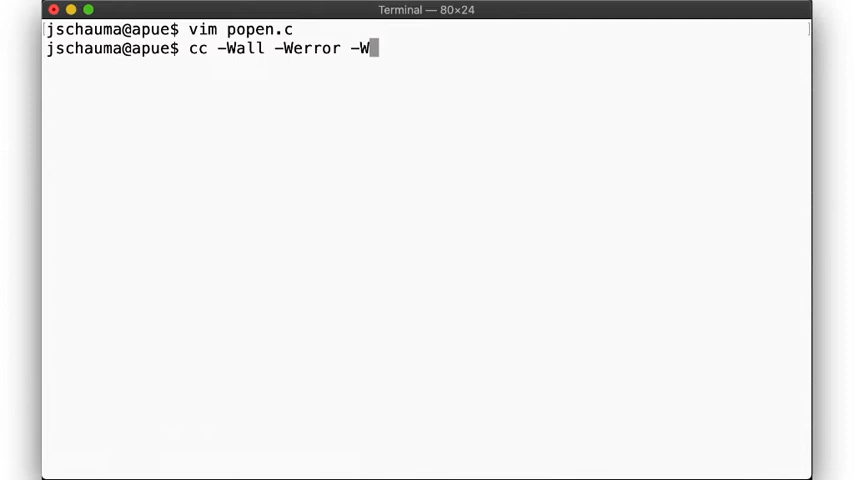 Terminal — 80×24
[jschauma@apue$ vim popen.c ]
jschauma@apue$ cc -Wall -Werror -W